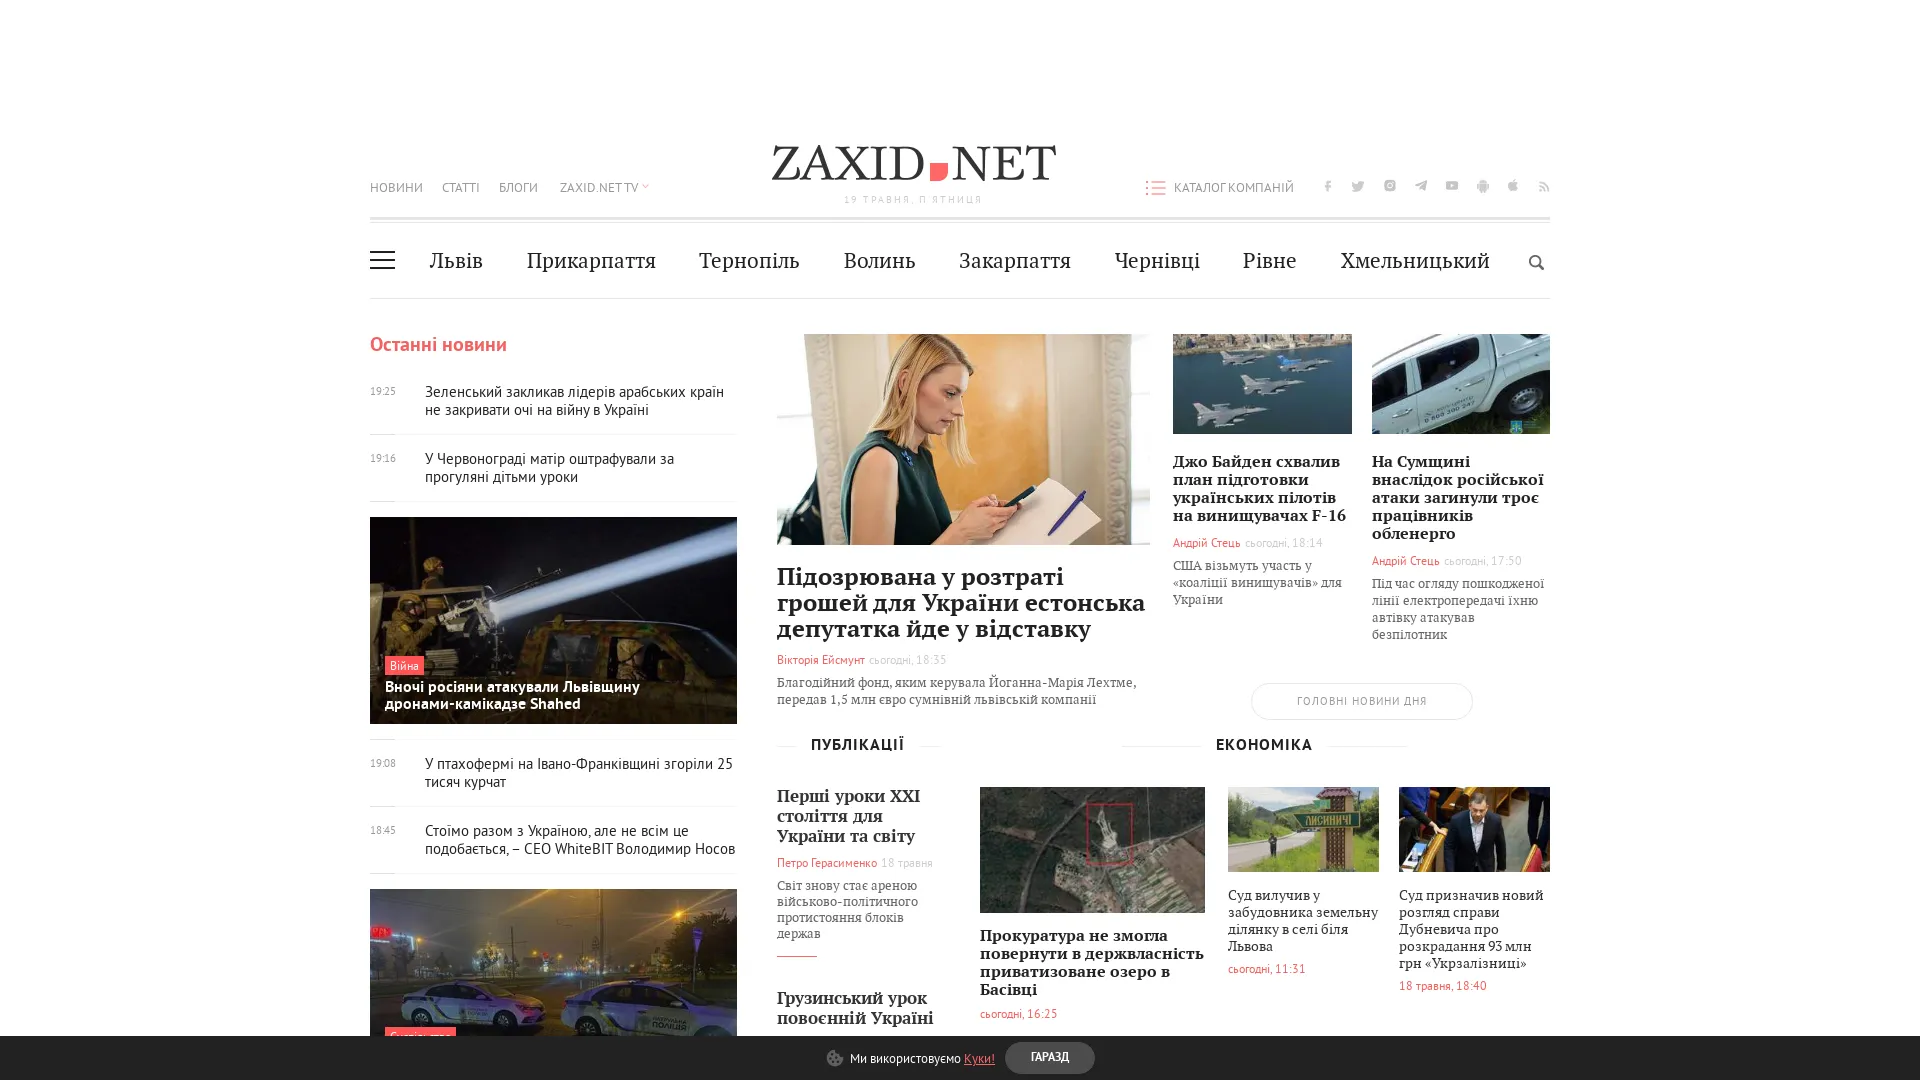 НОВИНИ СТАТТІ БЛОГИ ZAXID.NET TV
ZAXID.NET
19 ТРАВНЯ, П'ЯТНИЦЯ
КАТАЛОГ КОМПАНІЙ
Львів Прикарпаття Тернопіль Волинь Закарпаття Чернівці Рівне Хмельницький
Останні новини
19:25
Зеленський закликав лідерів арабських країн
не закривати очі на війну в Україні
19:16
У Червонограді матір оштрафували за
прогуляні дітьми уроки
Війна
Вночі росіяни атакували Львівщину
дронами-камікадзе Shahed
19:08
У птахофермі на Івано-Франківщині згоріли 25
тисяч курчат
18:45
Стоїмо разом з Україною, але не всім це
подобається, – CEO WhiteBIT Володимир Носов
Підозрювана у розтраті
грошей для України естонська
депутатка йде у відставку
Вікторія Ейсмунт сьогодні, 18:35
Благодійний фонд, яким керувала Йоганна-Марія Лехтме,
передав 1,5 млн євро сумнівній львівській компанії
Джо Байден схвалив
план підготовки
українських пілотів
на винищувачах F-16
Андрій Стець сьогодні, 18:14
США візьмуть участь у
«коаліції винищувачів» для
України
На Сумщині
внаслідок російської
атаки загинули троє
працівників
обленерго
Андрій Стець сьогодні, 17:50
Під час огляду пошкодженої
лінії електропередачі їхню
автівку атакував
безпілотник
ГОЛОВНІ НОВИНИ ДНЯ
ПУБЛІКАЦІЇ
Перші уроки ХХІ
століття для
України та світу
Петро Герасименко 18 травня
Світ знову стає ареною
військово-політичного
протистояння блоків
держав
Грузинський урок
повоєнній Україні
ЕКОНОМІКА
Прокуратура не змогла
повернути в держвласність
приватизоване озеро в
Басівці
сьогодні, 16:25
ЛИСИНИЧІ
Суд вилучив у
забудовника земельну
ділянку в селі біля
Львова
сьогодні, 11:31
Суд призначив новий
розгляд справи
Дубневича про
розкрадання 93 млн
грн «Укрзалізниці»
18 травня, 18:40
Ми використовуємо Куки! ГАРАЗД